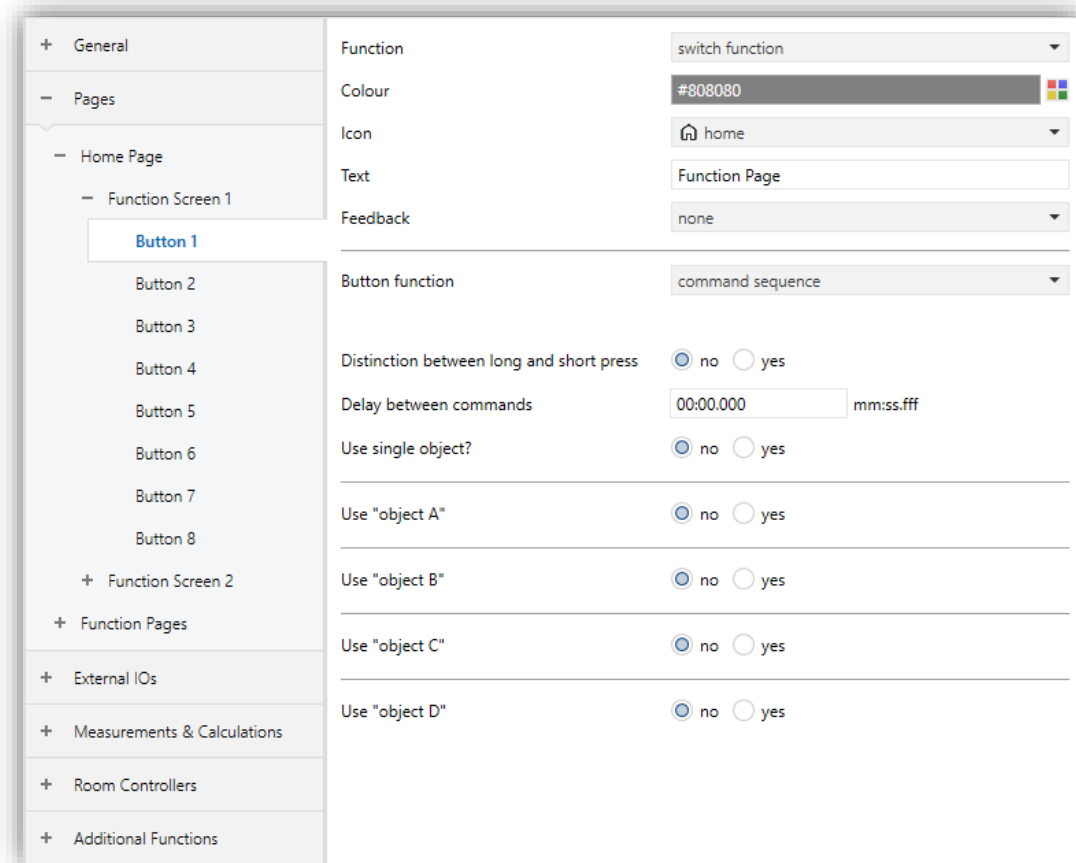 General
Pages
Home Page
Function Screen 1
Button 1
Button 2
Button 3
Button 4
Button 5
Button 6
Button 7
Button 8
Function Screen 2
Function Pages
External IOs
Measurements & Calculations
Room Controllers
Additional Functions
Function switch function
Colour #808080
Icon home
Text Function Page
Feedback none
Button function command sequence
Distinction between long and short press no yes
Delay between commands 00:00.000 mm:ss.fff
Use single object? no yes
Use "object A" no yes
Use "object B" no yes
Use "object C" no yes
Use "object D" no yes